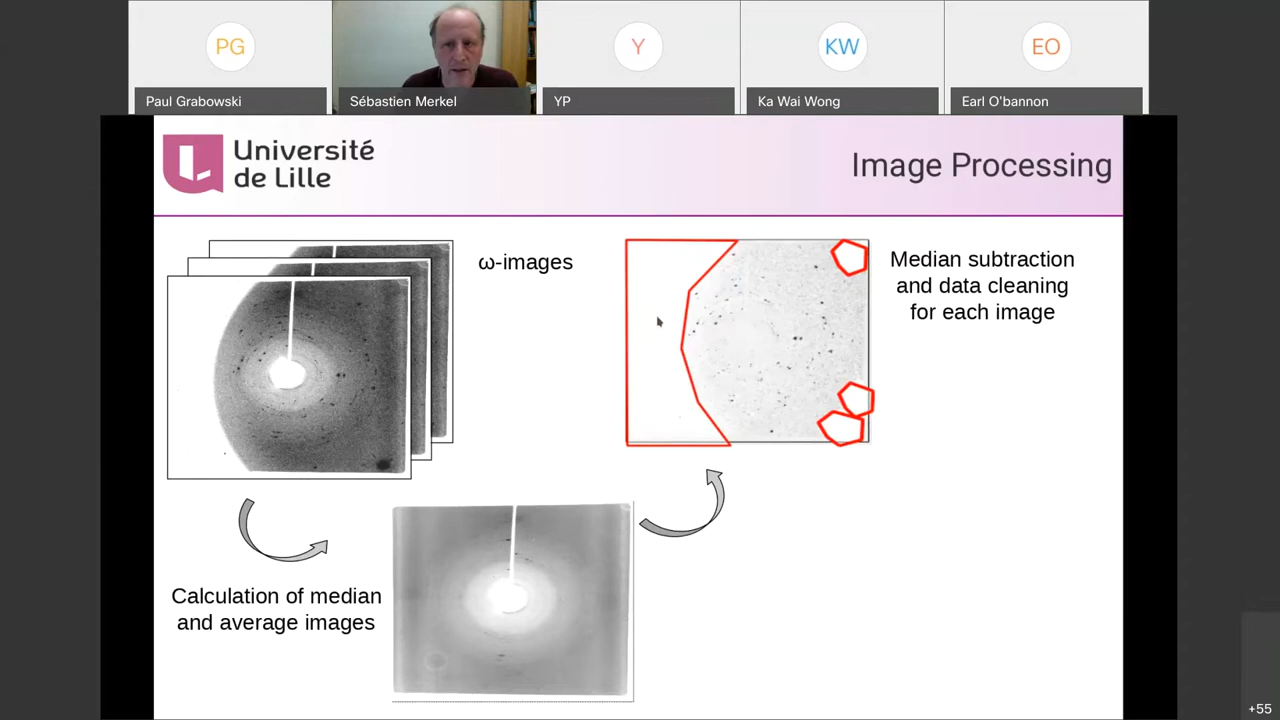 PG
Y
KW
EO
Paul Grabowski
Sébastien Merkel
YP
Ka Wai Wong
Earl O'bannon
Université
de Lille
Image Processing
ω-images
Median subtraction
and data cleaning
for each image
Calculation of median
and average images
+55